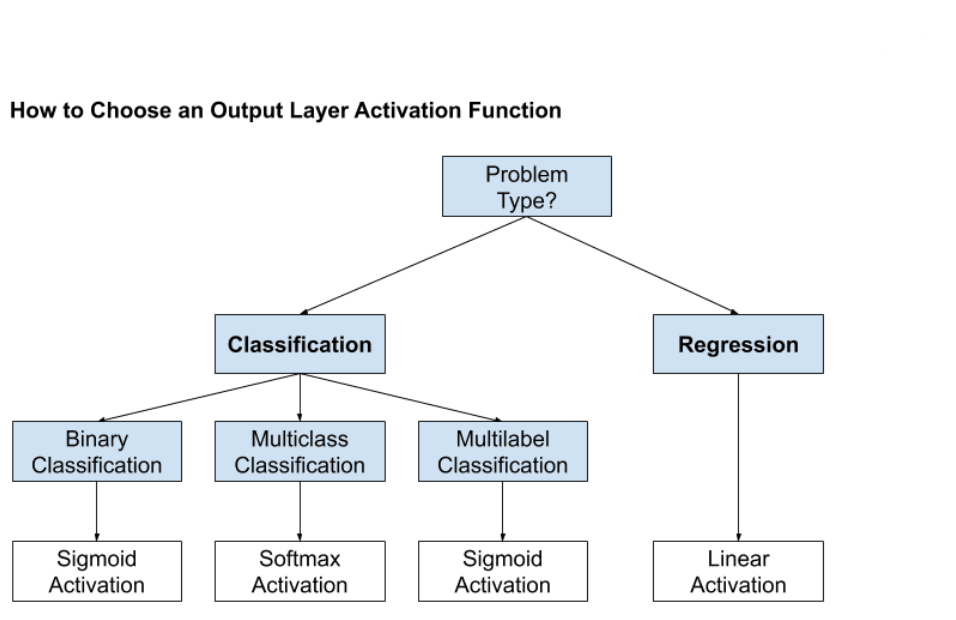 How to Choose an Output Layer Activation Function
Problem
Type?
Classification
Regression
Binary
Classification
Multiclass
Classification
Multilabel
Classification
Sigmoid
Activation
Softmax
Activation
Sigmoid
Activation
Linear
Activation